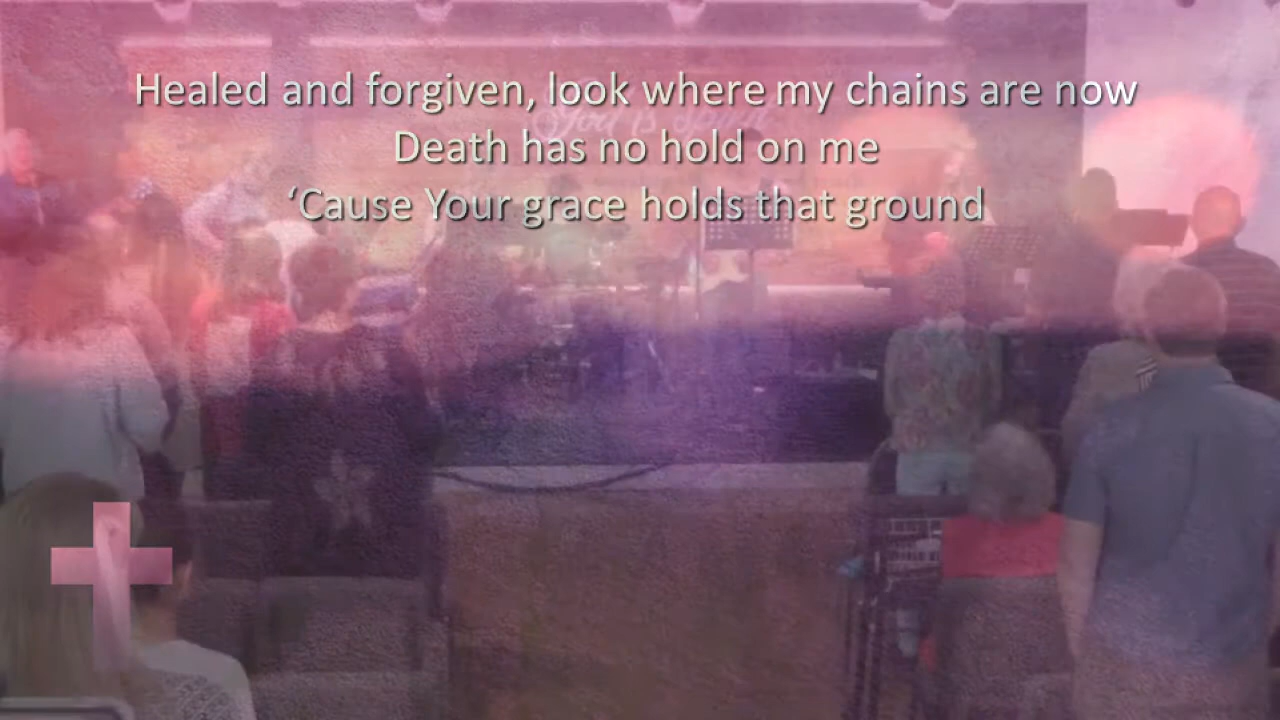 Healed and forgiven, look where my chains are now
Death has no hold on me
‘Cause Your grace holds that ground